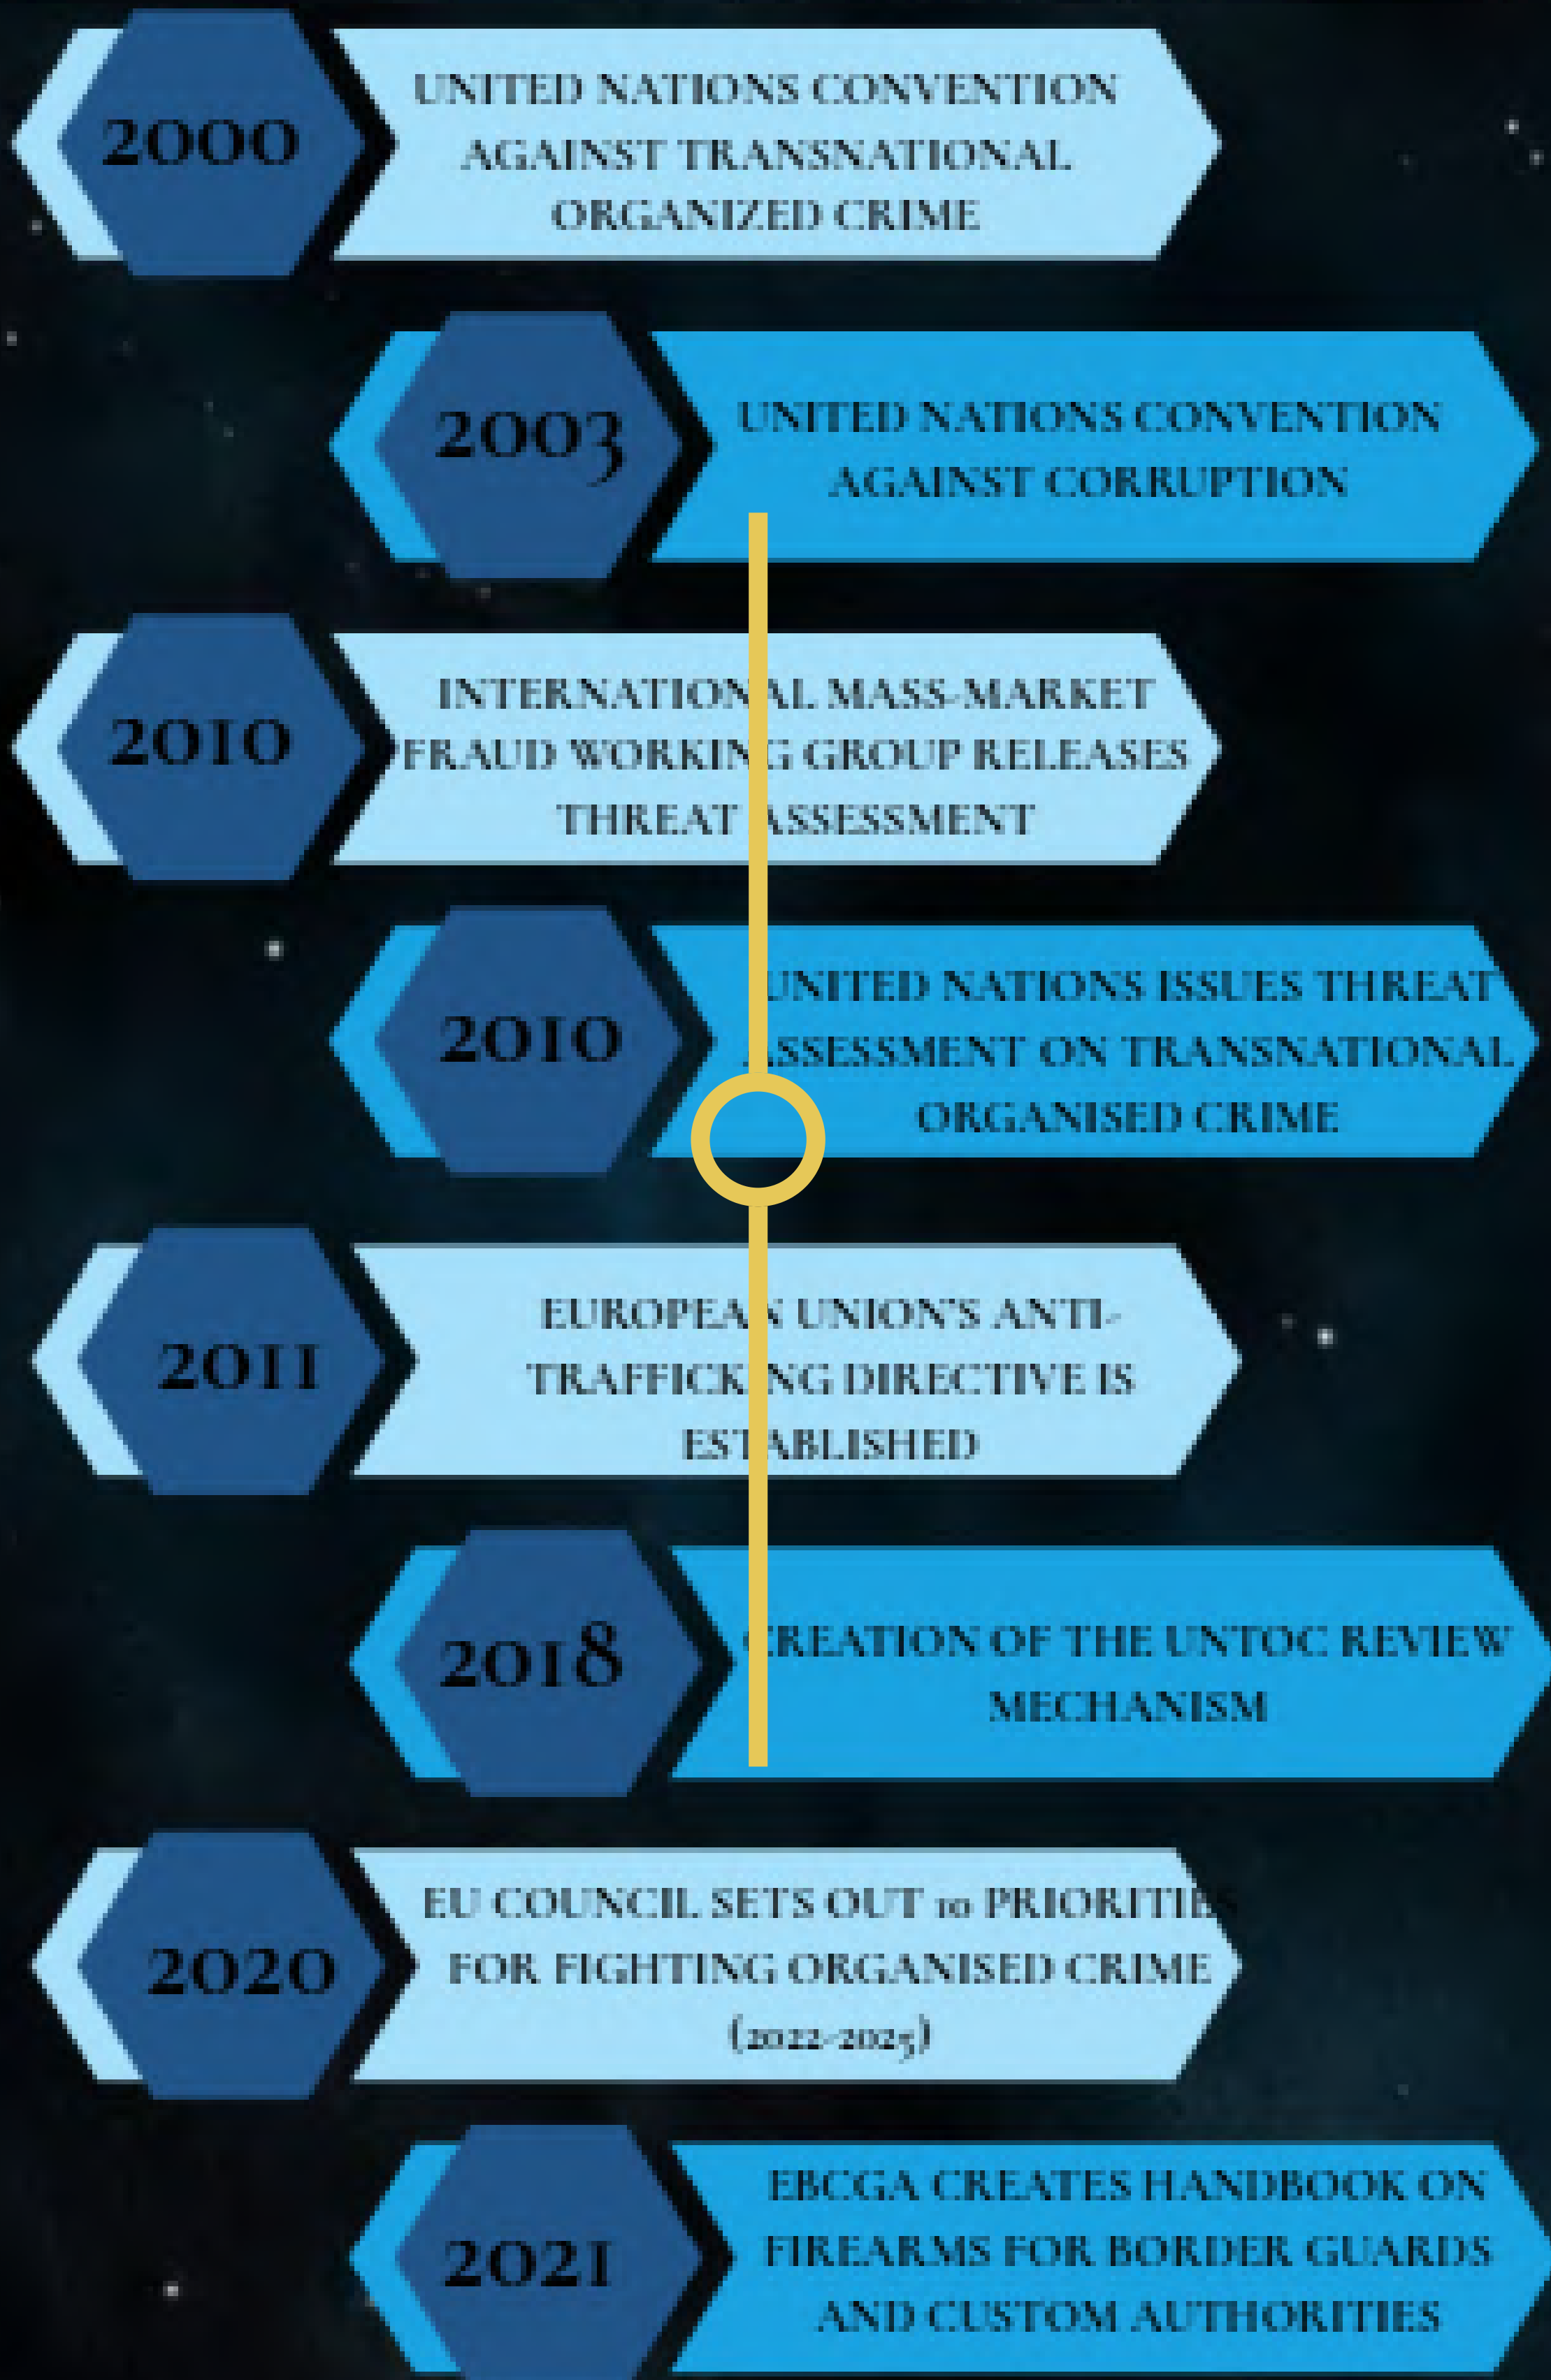 2000
UNITED NATIONS CONVENTION
AGAINST TRANSNATIONAL
ORGANIZED CRIME
2003
UNITED NATIONS CONVENTION
AGAINST CORRUPTION
2010
INTERNATIONAL MASS-MARKET
FRAUD WORKING GROUP RELEASES
THREAT ASSESSMENT
2010
UNITED NATIONS ISSUES THREAT
ASSESSMENT ON TRANSNATIONAL
ORGANISED CRIME
2011
EUROPEAN UNION'S ANTI-
TRAFFICKING DIRECTIVE IS
ESTABLISHED
2018
CREATION OF THE UNTOC REVIEW
MECHANISM
2020
EU COUNCIL SETS OUT 10 PRIORITIES
FOR FIGHTING ORGANISED CRIME
(2022-2025)
2021
EBCGA CREATES HANDBOOK ON
FIREARMS FOR BORDER GUARDS
AND CUSTOM AUTHORITIES